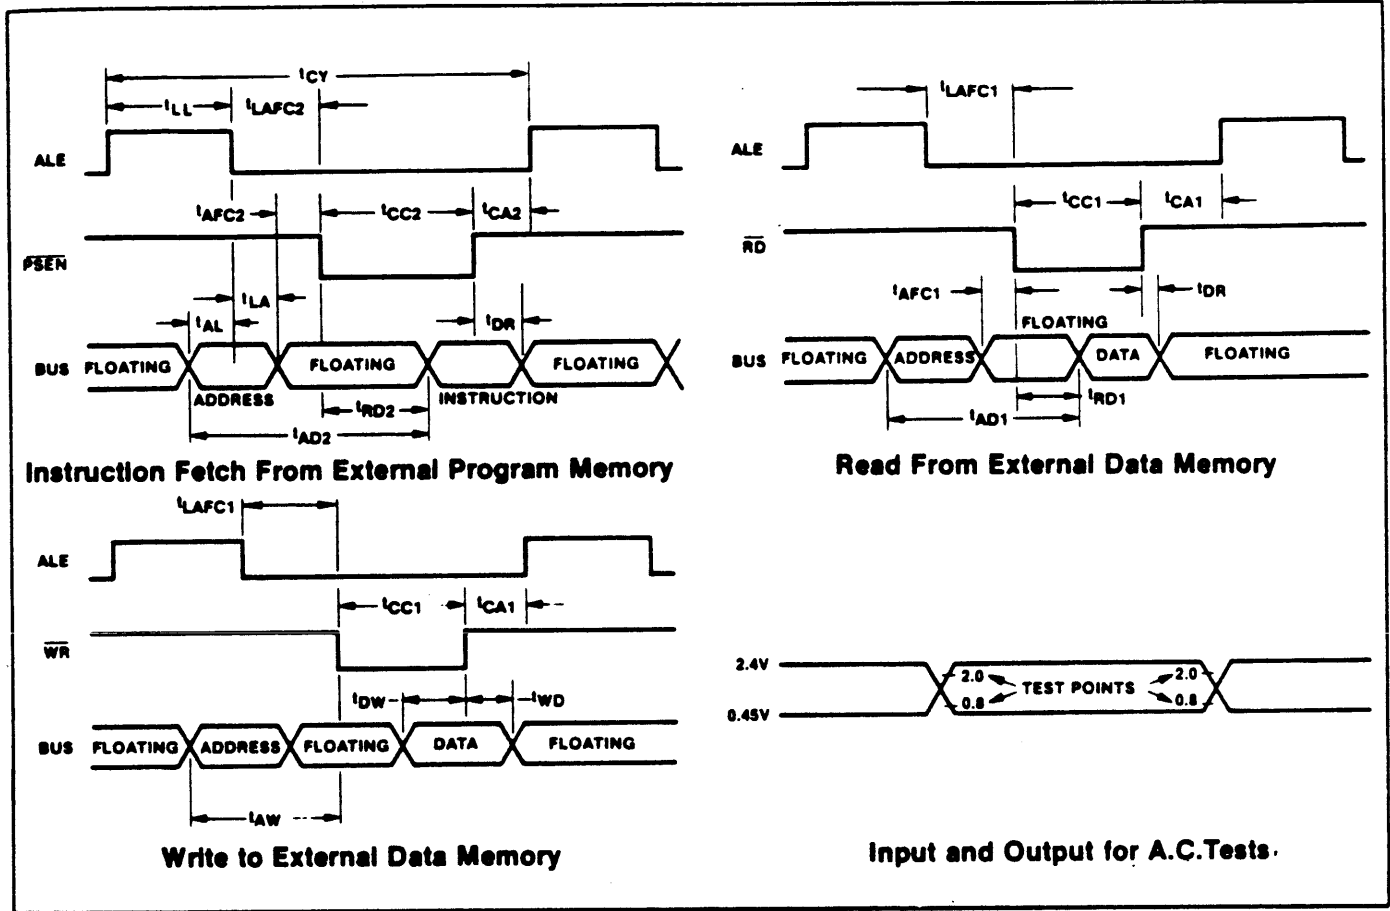 tCY
tLL tLAFC2
ALE
tAFC2 tCC2 tCA2
PSEN
tLA
tAL tDR
BUS FLOATING FLOATING FLOATING
ADDRESS INSTRUCTION
tRD2
tAD2
Instruction Fetch From External Program Memory
tLAFC1
ALE
tCC1 tCA1
RD
tAFC1 tDR
FLOATING
BUS FLOATING ADDRESS DATA FLOATING
tRD1
tAD1
Read From External Data Memory
tLAFC1
ALE
tCC1 tCA1
WR
tDW tWD
BUS FLOATING ADDRESS FLOATING DATA FLOATING
tAW
Write to External Data Memory
2.4V
2.0 TEST POINTS 2.0
0.8 0.8
0.45V
Input and Output for A.C.Tests.